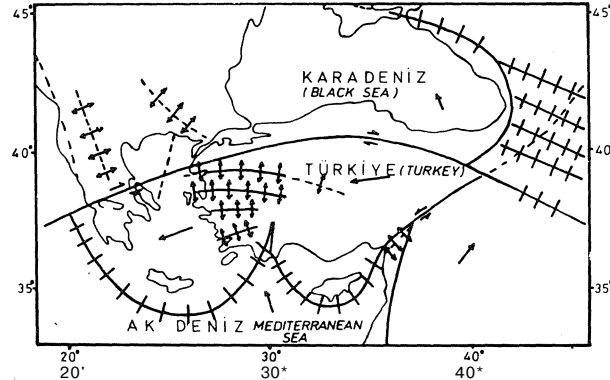 45° 45°
KARADENİZ
(BLACK SEA)
40° 40°
TÜRKİYE (TURKEY)
35° 35°
AK DENİZ MEDITERRANEAN
SEA
20° 30° 40°
20' 30* 40*